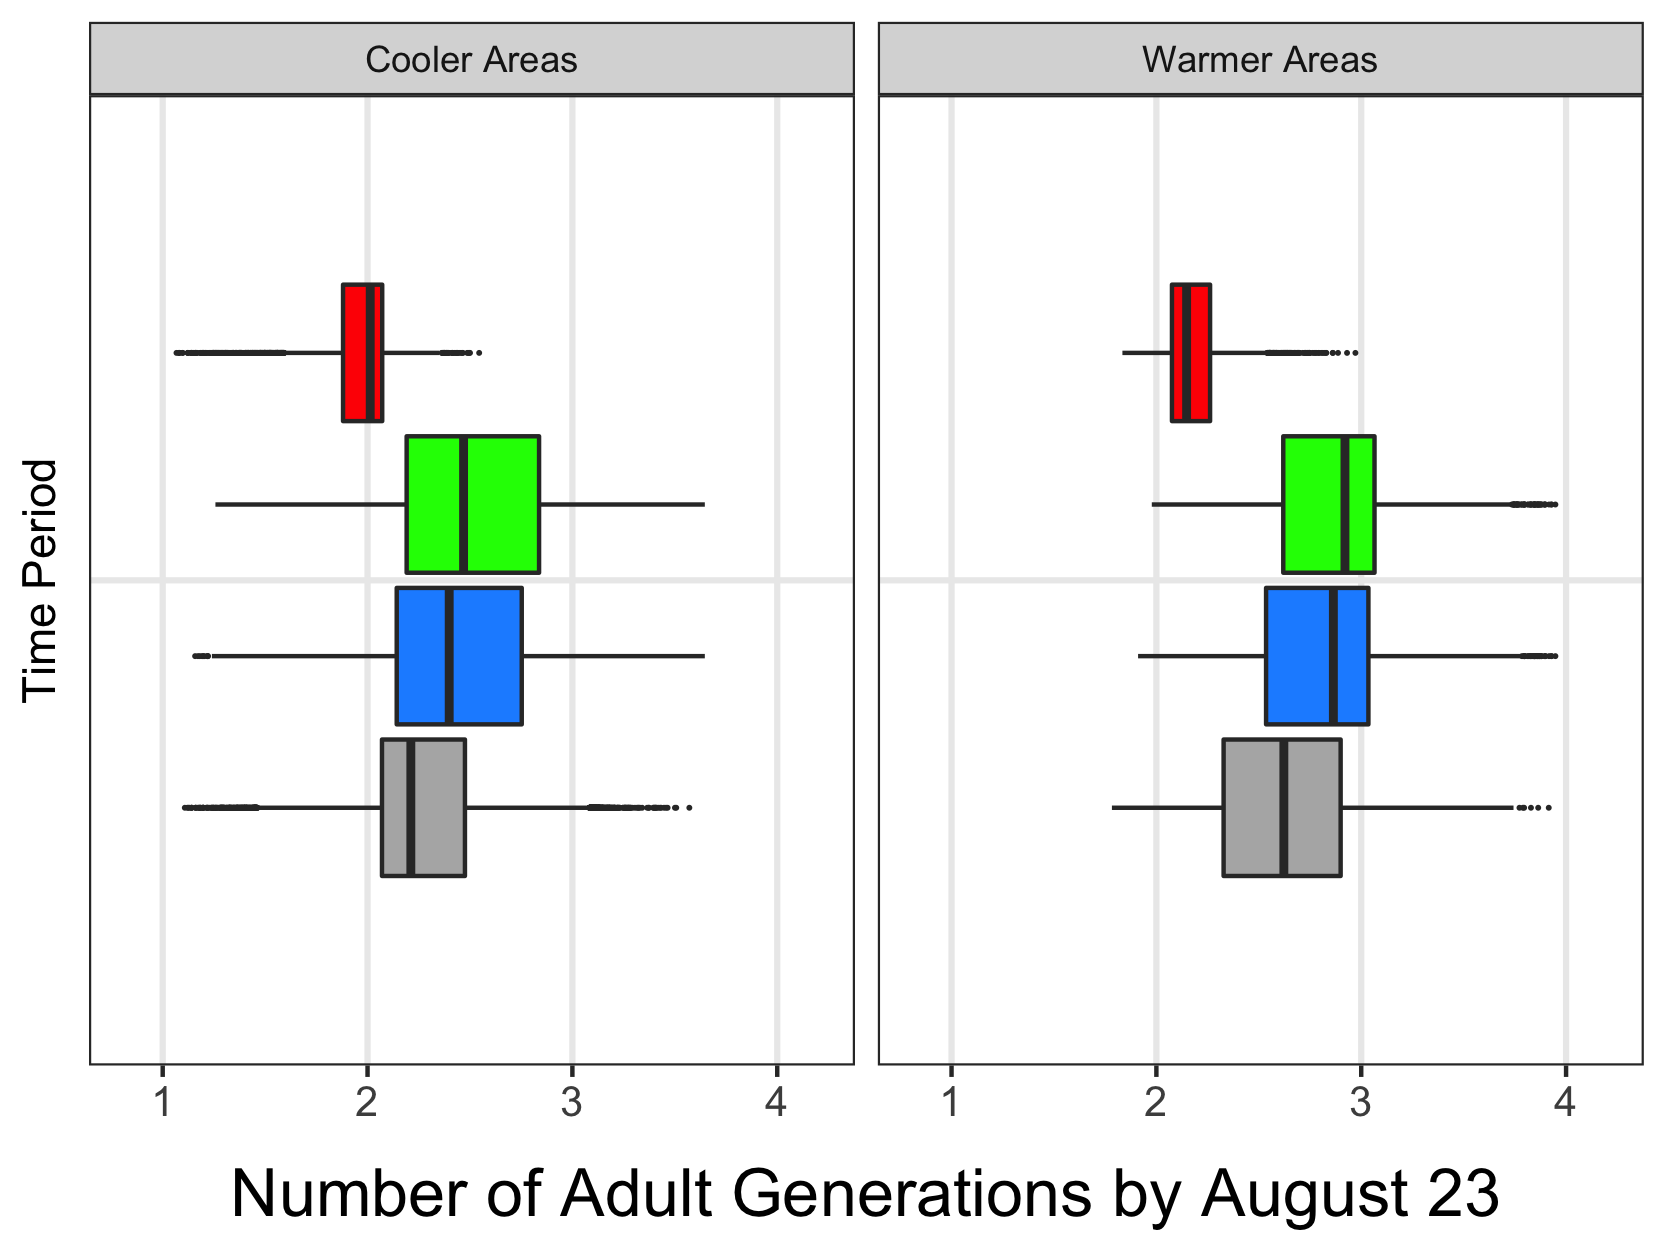 Cooler Areas
Warmer Areas
Time Period
1 2 3 4
1 2 3 4
Number of Adult Generations by August 23